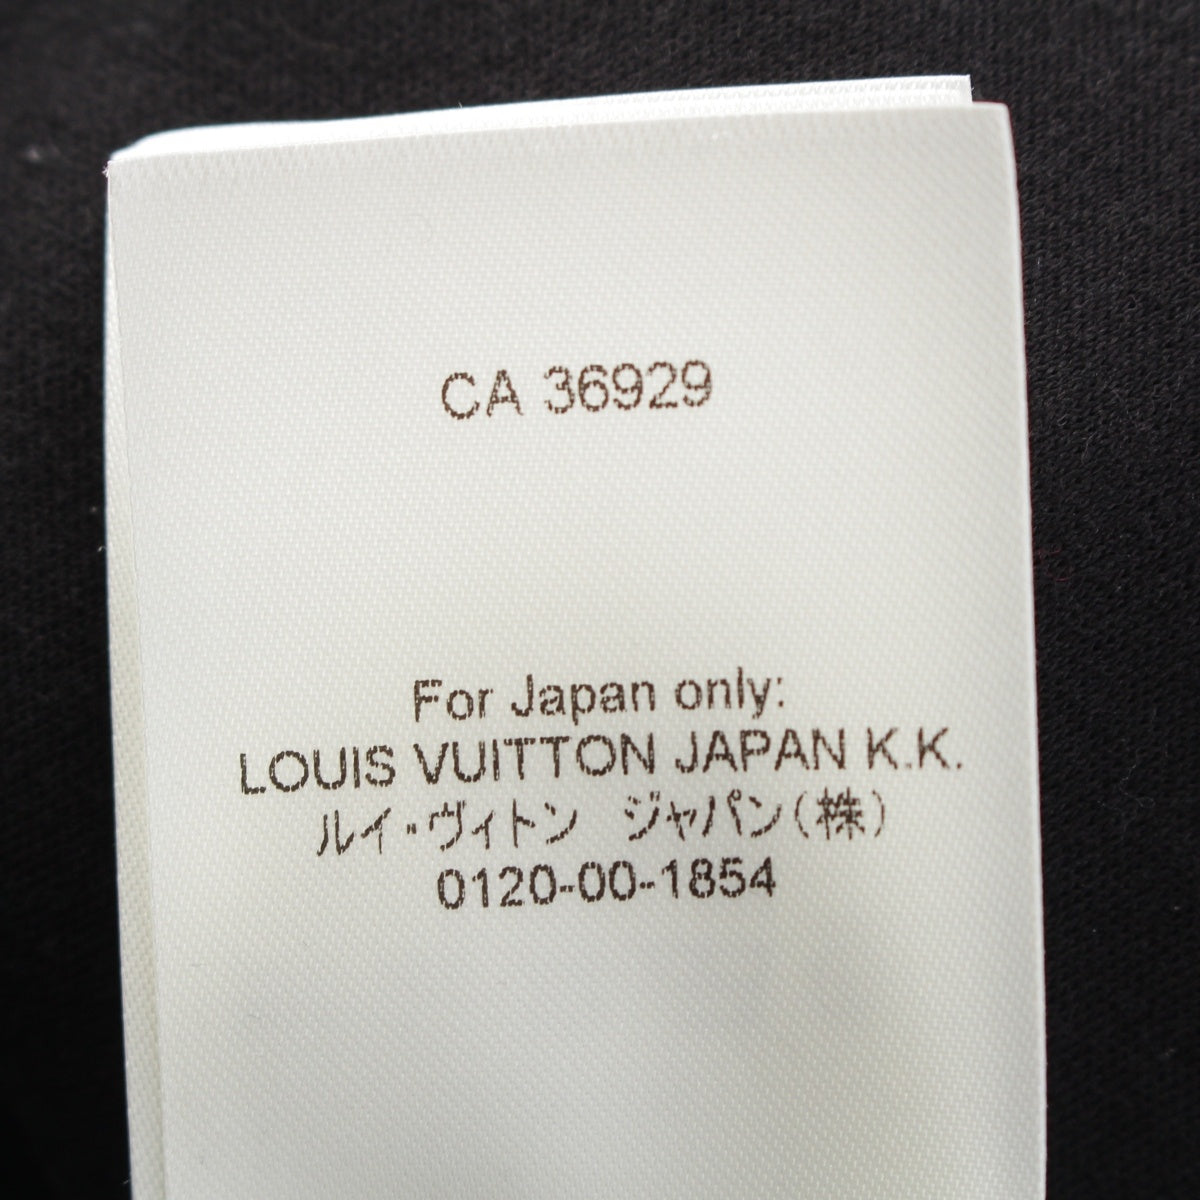 CA 36929
For Japan only:
LOUIS VUITTON JAPAN K.K.
ルイ・ヴィトン　ジャパン(株)
0120-00-1854